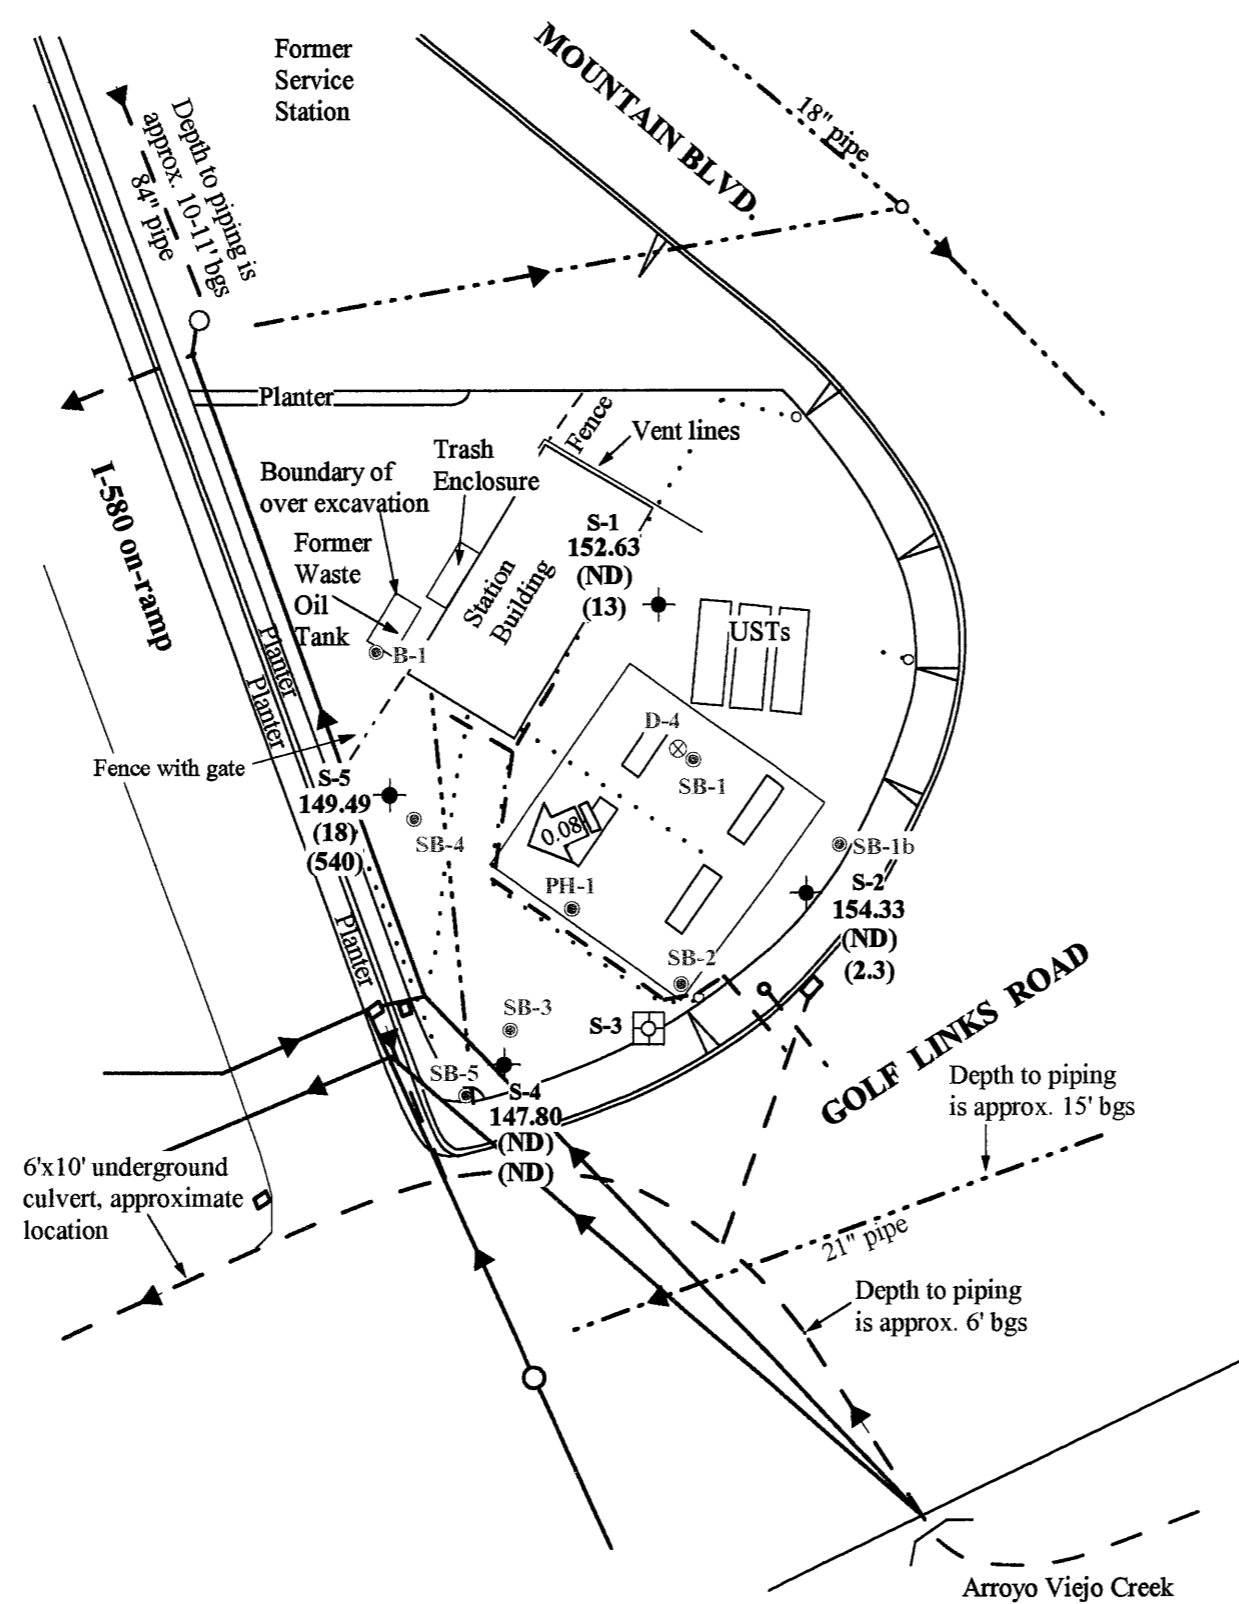 Former
Service
Station
MOUNTAIN BLVD.
18" pipe
Depth to piping is
approx. 10-11' bgs
84" pipe
Planter
Fence
Vent lines
Trash
Enclosure
Boundary of
over excavation
I-580 on-ramp
Former
Waste
Oil
Tank
Station
Building
S-1
152.63
(ND)
(13)
USTs
B-1
Planter
Planter
Fence with gate
D-4
SB-1
S-5
149.49
(18)
(540)
SB-4
0.08
SB-1b
PH-1
S-2
154.33
(ND)
(2.3)
Planter
SB-2
SB-3
S-3
GOLF LINKS ROAD
SB-5
S-4
147.80
(ND)
(ND)
Depth to piping
is approx. 15' bgs
6'x10' underground
culvert, approximate
location
21" pipe
Depth to piping
is approx. 6' bgs
Arroyo Viejo Creek